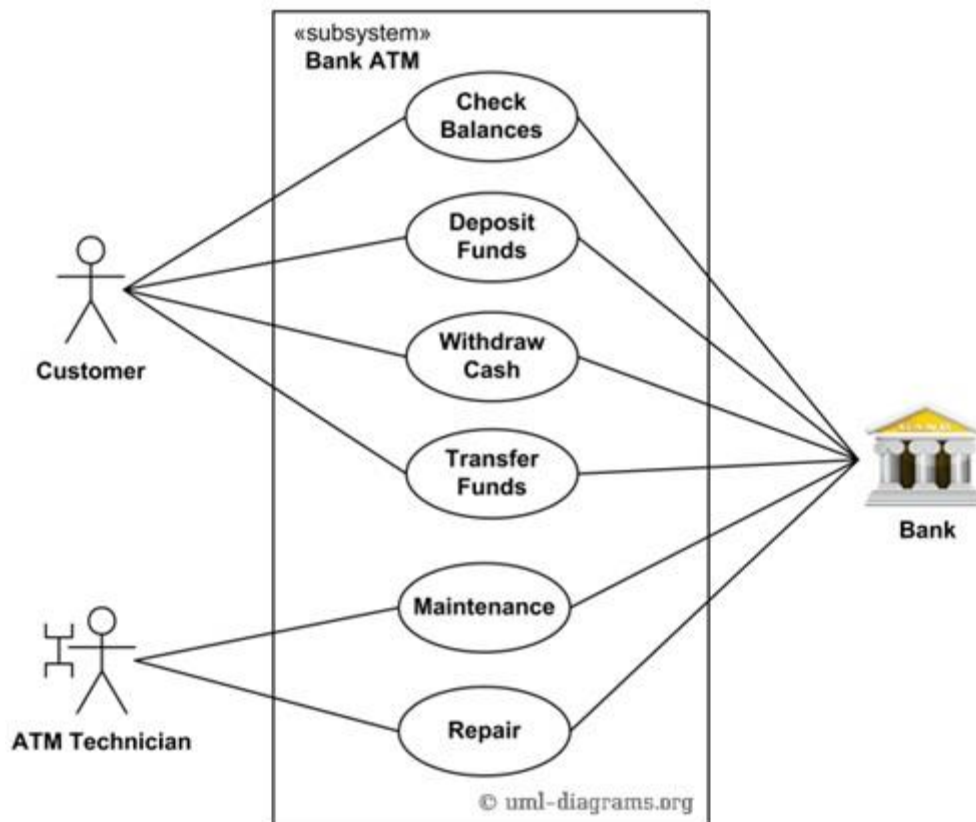 «subsystem»
Bank ATM
Check
Balances
Deposit
Funds
Withdraw
Cash
Customer
Transfer
Funds
Bank
Maintenance
ATM Technician
Repair
© uml-diagrams.org